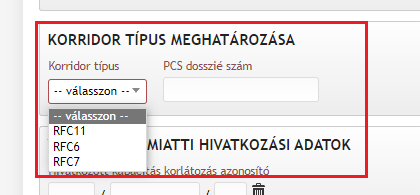 KORRIDOR TÍPUS MEGHATÁROZÁSA
Korridor típus PCS dosszié szám
-- válasszon --
-- válasszon --
RFC11
RFC6
RFC7
MIATTI HIVATKOZÁSI ADATOK
Hivatkozott kapacitás korlátozás azonosító
/ /